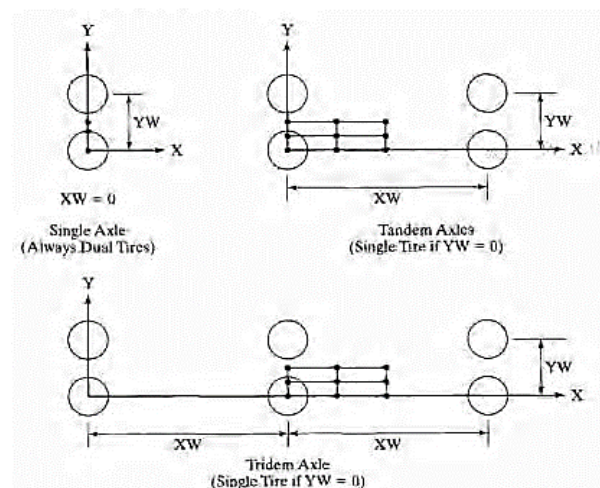 Y
Y
YW
YW
X
X
XW = 0
XW
Single Axle
(Always Dual Tires)
Tandem Axles
(Single Tire if YW = 0)
Y
YW
X
XW
XW
Tridem Axle
(Single Tire if YW = 0)